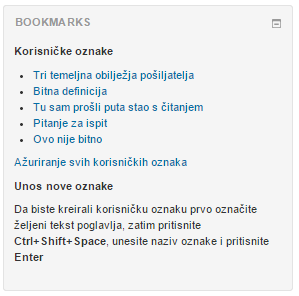 BOOKMARKS
Korisničke oznake
Tri temeljna obilježja pošiljatelja
Bitna definicija
Tu sam prošli puta stao s čitanjem
Pitanje za ispit
Ovo nije bitno
Ažuriranje svih korisničkih oznaka
Unos nove oznake
Da biste kreirali korisničku oznaku prvo označite
željeni tekst poglavlja, zatim pritisnite
Ctrl+Shift+Space, unesite naziv oznake i pritisnite
Enter